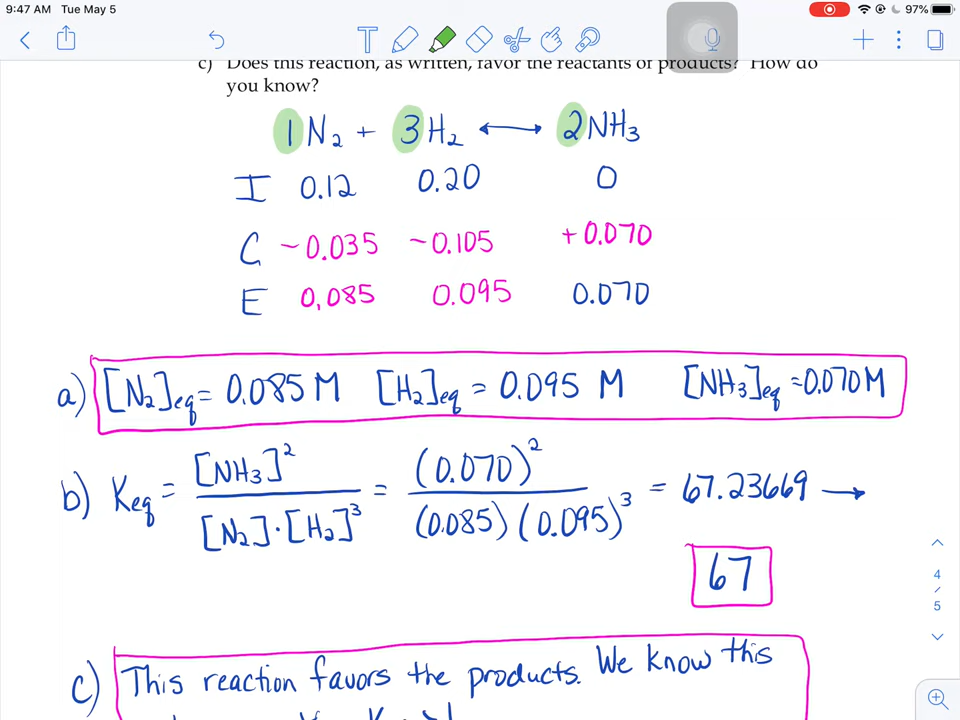 9:47 AM Tue May 5 97%
T
c) Does this reaction, as written, favor the reactants or products? How do
you know?
1 N₂ + 3 H₂ ⟷ 2 NH₃
I 0.12 0.20 0
C -0.035 -0.105 +0.070
E 0.085 0.095 0.070
a) [N₂]eq = 0.085 M [H₂]eq = 0.095 M [NH₃]eq = 0.070 M
b) Keq = [NH₃]² / [N₂]·[H₂]³ = (0.070)² / (0.085)(0.095)³ = 67.23669 →
67
4
/
5
c) This reaction favors the products. We know this